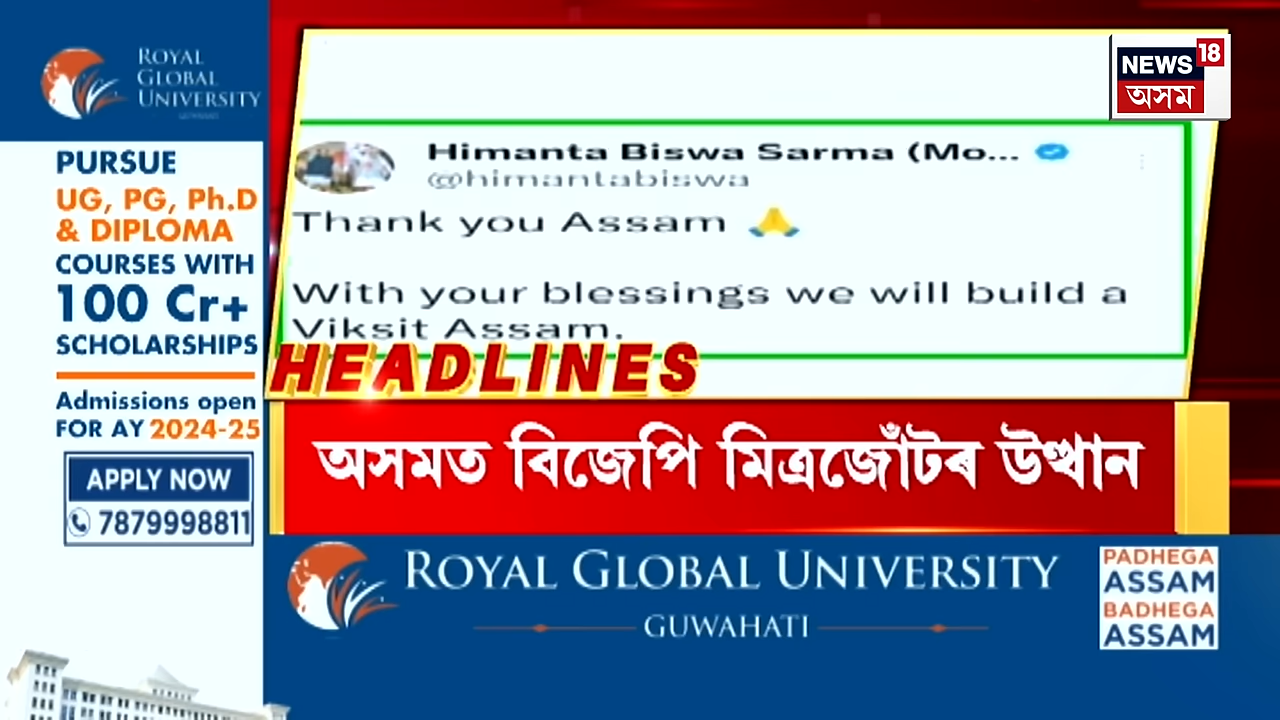 ROYAL
GLOBAL
UNIVERSITY
GUWAHATI
PURSUE
UG, PG, Ph.D
& DIPLOMA
COURSES WITH
100 Cr+
SCHOLARSHIPS
Admissions open
FOR AY 2024-25
APPLY NOW
7879998811
NEWS 18
অসম
Himanta Biswa Sarma (Mo...
@himantabiswa
Thank you Assam 🙏
With your blessings we will build a
Viksit Assam.
HEADLINES
অসমত বিজেপি মিত্ৰজোঁটৰ উত্থান
ROYAL GLOBAL UNIVERSITY
GUWAHATI
PADHEGA
ASSAM
BADHEGA
ASSAM